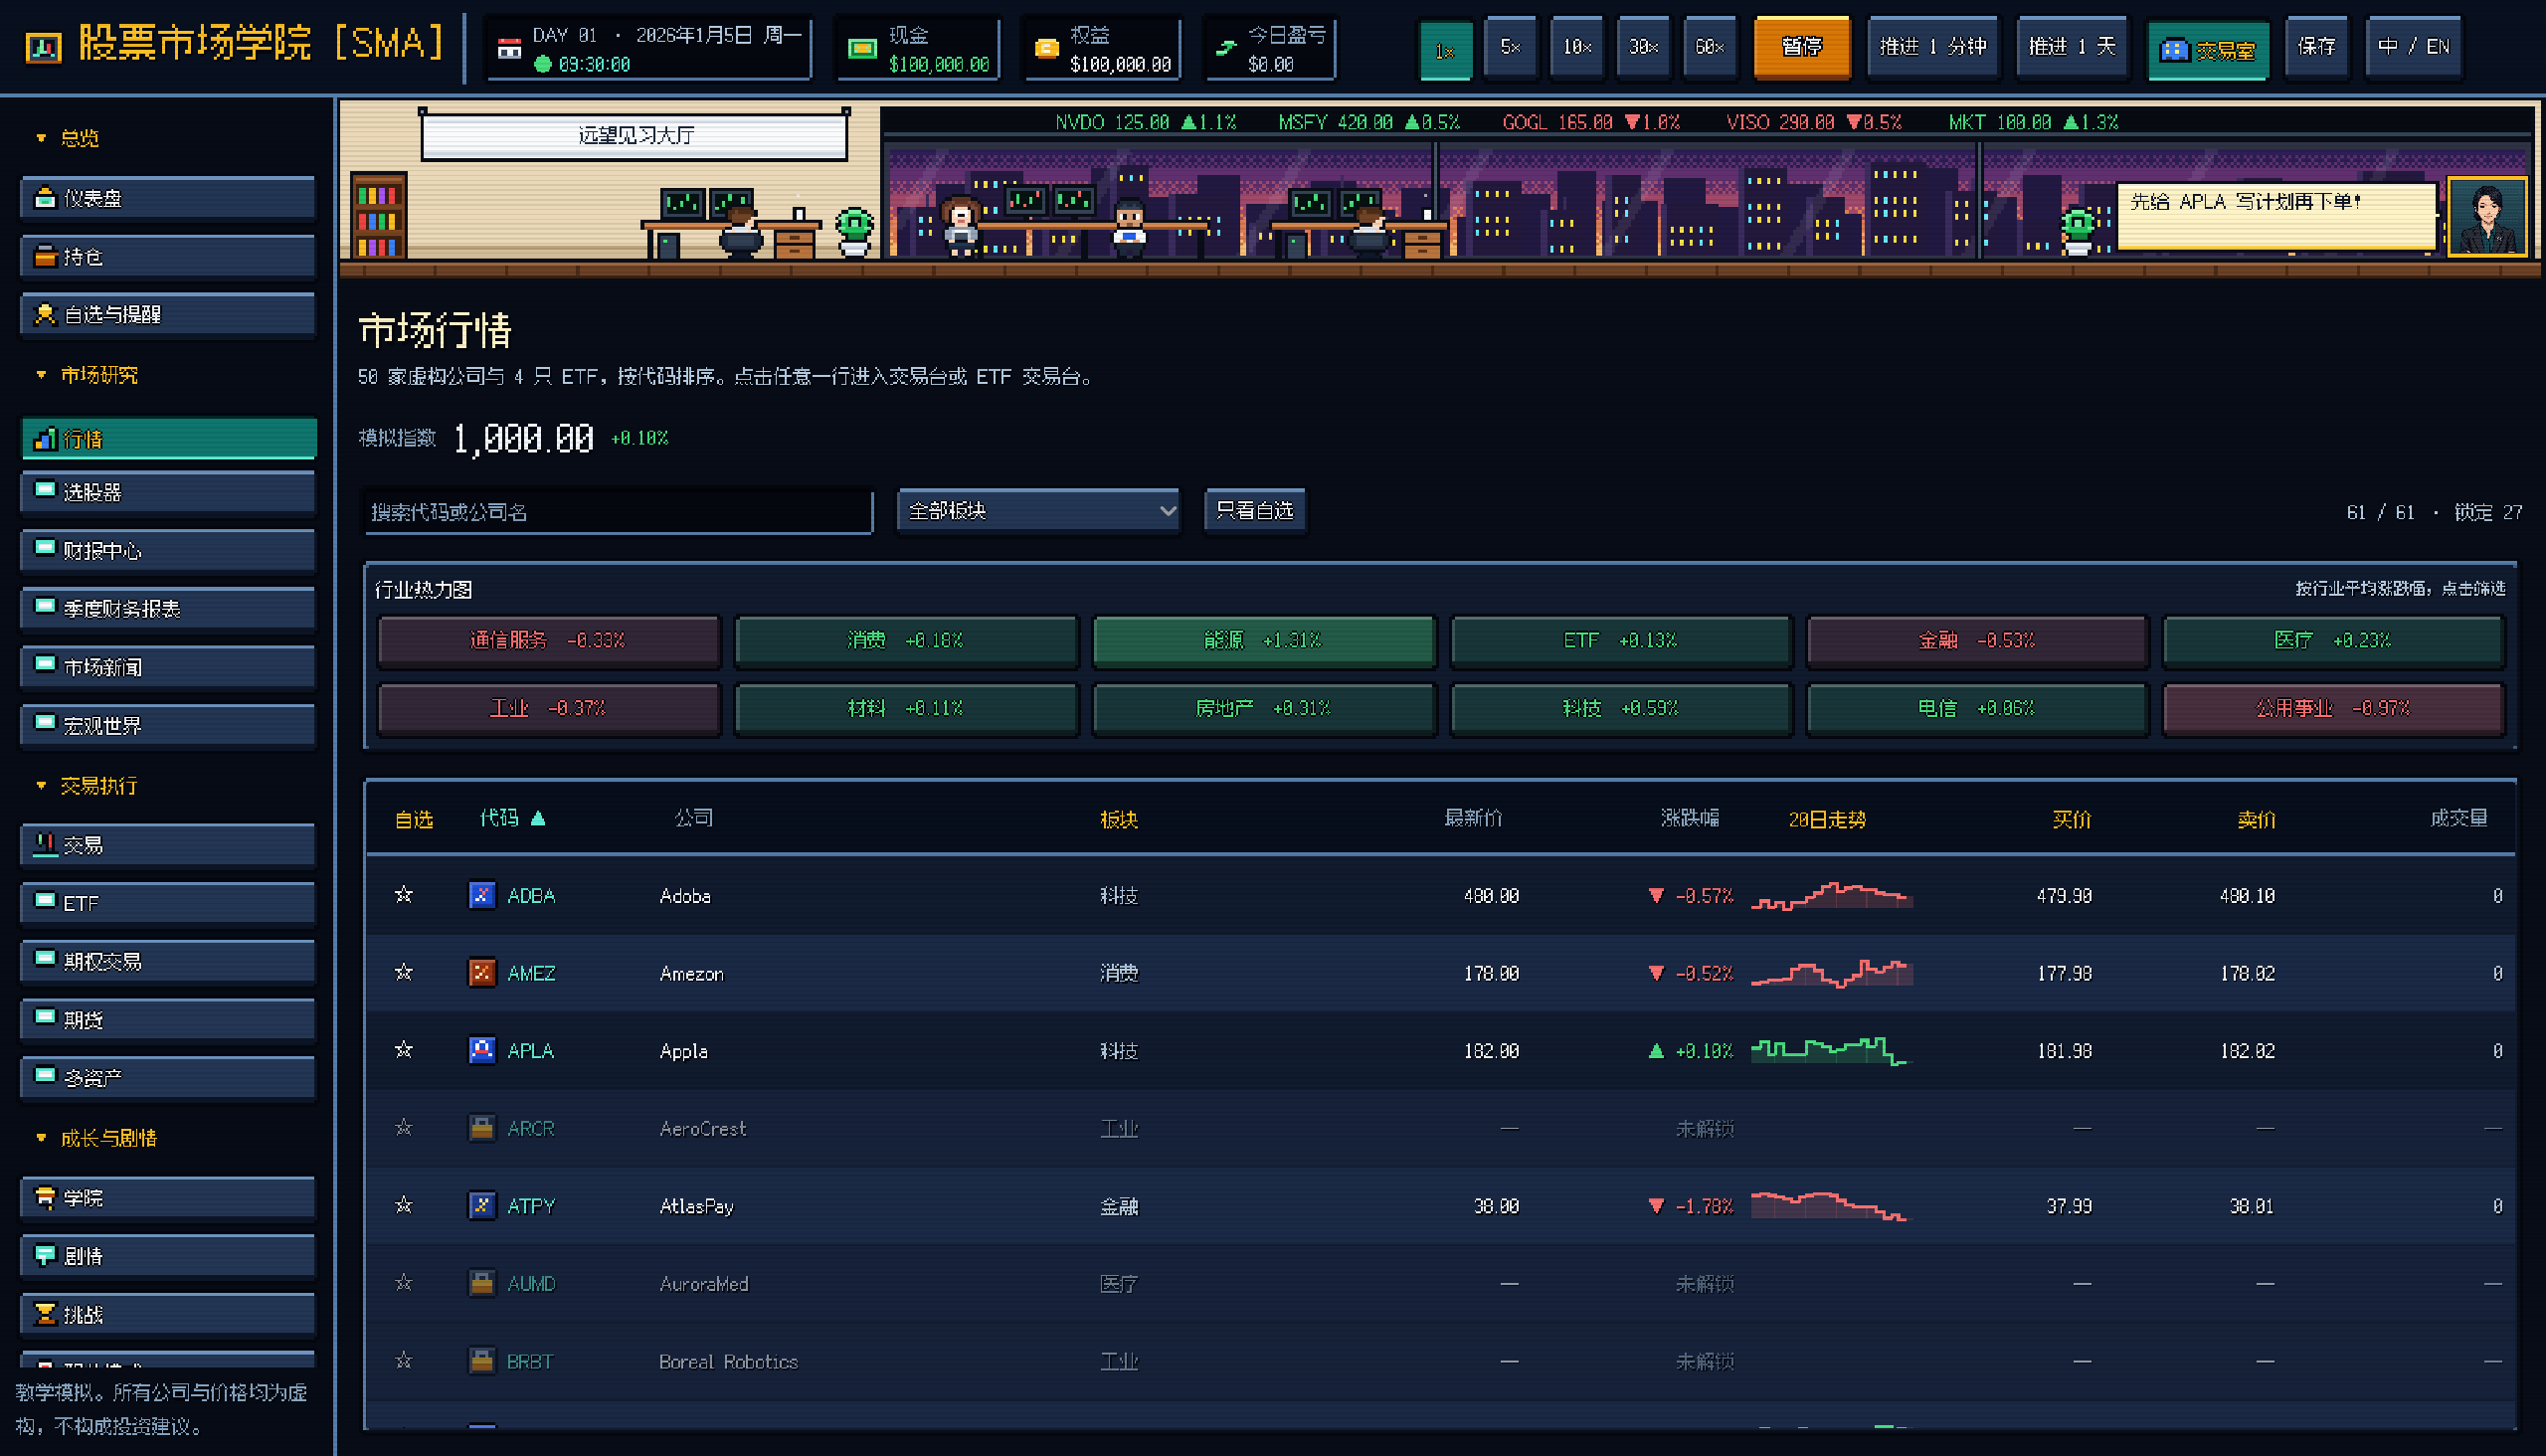 股票市场学院 [SMA]
DAY 01 · 2026年1月5日 周一
09:30:00
现金
$100,000.00
权益
$100,000.00
今日盈亏
$0.00
1×
5×
10×
30×
60×
暂停
推进 1 分钟
推进 1 天
交易室
保存
中 / EN
总览
仪表盘
持仓
自选与提醒
市场研究
行情
选股器
财报中心
季度财务报表
市场新闻
宏观世界
交易执行
交易
ETF
期权交易
期货
多资产
成长与剧情
学院
剧情
挑战
教学模拟。所有公司与价格均为虚
构，不构成投资建议。
远望见习大厅
NVDO 125.00 ▲1.1% MSFY 420.00 ▲0.5% GOGL 165.00 ▼1.0% VISO 290.00 ▼0.5% MKT 100.00 ▲1.3%
先给 APLA 写计划再下单！
市场行情
50 家虚构公司与 4 只 ETF，按代码排序。点击任意一行进入交易台或 ETF 交易台。
模拟指数 1,000.00 +0.10%
搜索代码或公司名
全部板块
只看自选
61 / 61 · 锁定 27
行业热力图
按行业平均涨跌幅，点击筛选
通信服务 -0.33%
消费 +0.18%
能源 +1.31%
ETF +0.13%
金融 -0.53%
医疗 +0.23%
工业 -0.37%
材料 +0.11%
房地产 +0.31%
科技 +0.59%
电信 +0.06%
公用事业 -0.97%
自选 代码 ▲ 公司 板块 最新价 涨跌幅 20日走势 买价 卖价 成交量
☆ ADBA Adoba 科技 480.00 ▼ -0.57% 479.90 480.10 0
☆ AMEZ Amezon 消费 178.00 ▼ -0.52% 177.98 178.02 0
☆ APLA Appla 科技 182.00 ▲ +0.10% 181.98 182.02 0
☆ ARCR AeroCrest 工业 — 未解锁 — — —
☆ ATPY AtlasPay 金融 38.00 ▼ -1.78% 37.99 38.01 0
☆ AUMD AuroraMed 医疗 — 未解锁 — — —
☆ BRBT Boreal Robotics 工业 — 未解锁 — — —